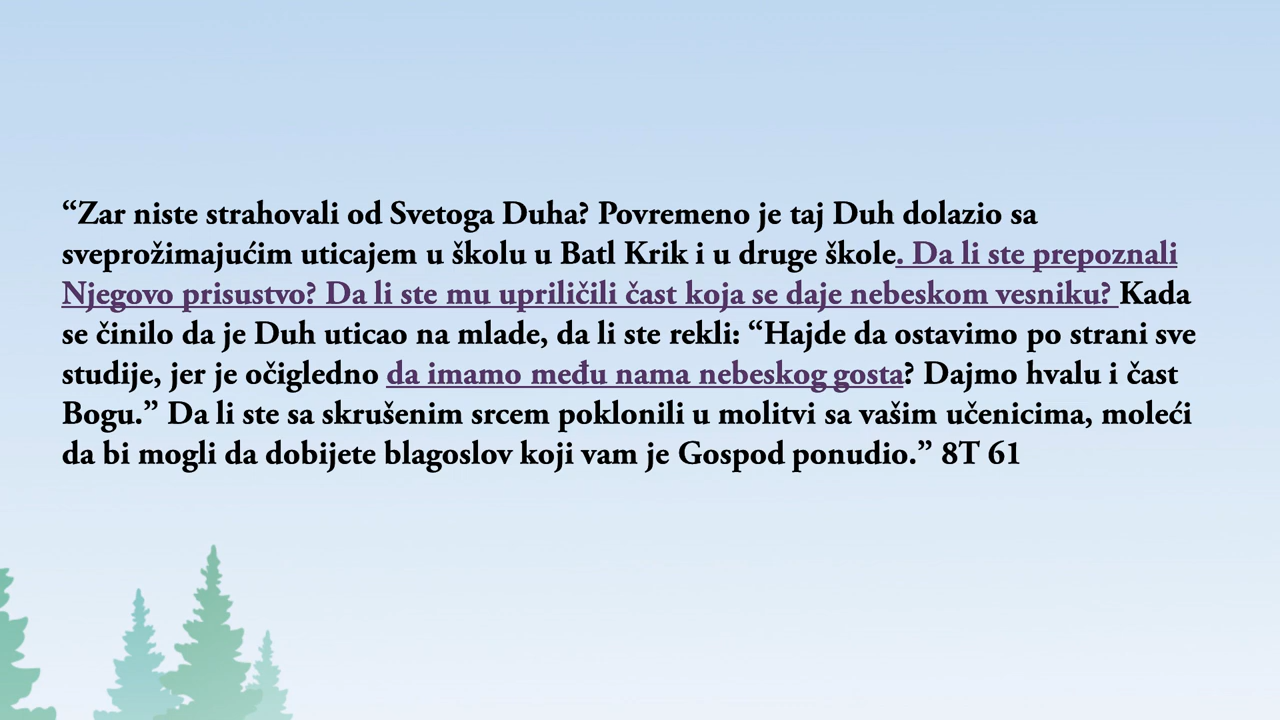 “Zar niste strahovali od Svetoga Duha? Povremeno je taj Duh dolazio sa
sveprožimajućim uticajem u školu u Batl Krik i u druge škole. Da li ste prepoznali
Njegovo prisustvo? Da li ste mu upriličili čast koja se daje nebeskom vesniku? Kada
se činilo da je Duh uticao na mlade, da li ste rekli: “Hajde da ostavimo po strani sve
studije, jer je očigledno da imamo među nama nebeskog gosta? Dajmo hvalu i čast
Bogu.” Da li ste sa skrušenim srcem poklonili u molitvi sa vašim učenicima, moleći
da bi mogli da dobijete blagoslov koji vam je Gospod ponudio.” 8T 61